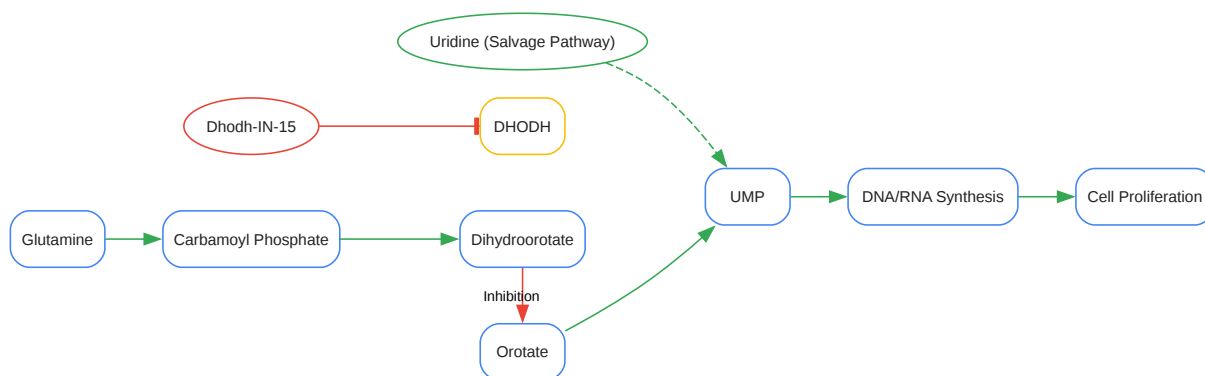 Uridine (Salvage Pathway)
Dhodh-IN-15
DHODH
UMP
DNA/RNA Synthesis
Cell Proliferation
Glutamine
Carbamoyl Phosphate
Dihydroorotate
Inhibition
Orotate